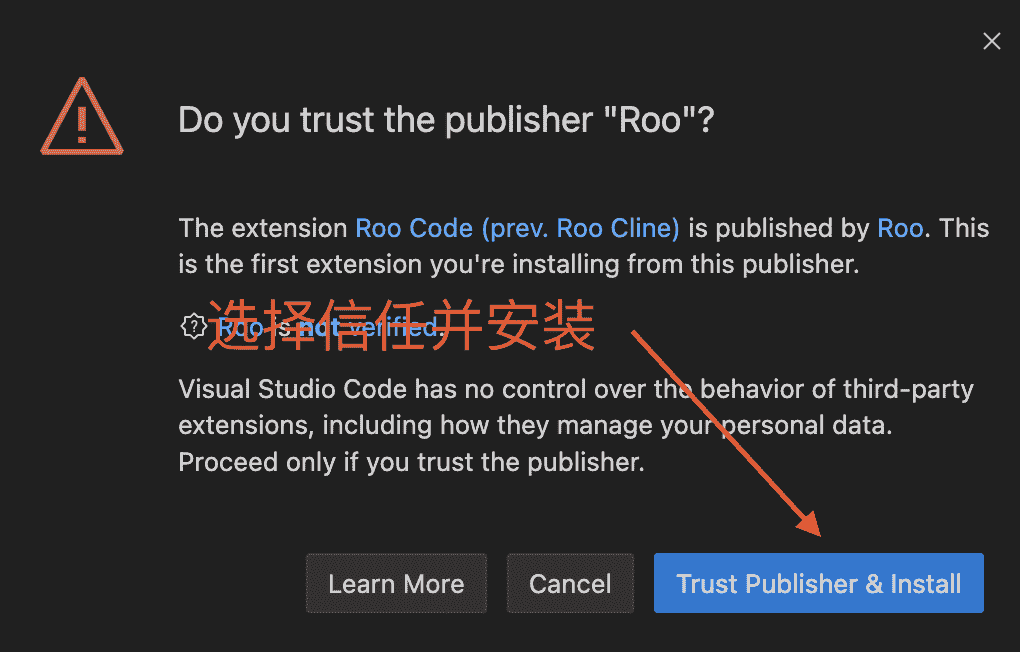 Do you trust the publisher "Roo"?
The extension Roo Code (prev. Roo Cline) is published by Roo. This
is the first extension you're installing from this publisher.
Roo is not verified.
选择信任并安装
Visual Studio Code has no control over the behavior of third-party
extensions, including how they manage your personal data.
Proceed only if you trust the publisher.
Learn More Cancel Trust Publisher & Install